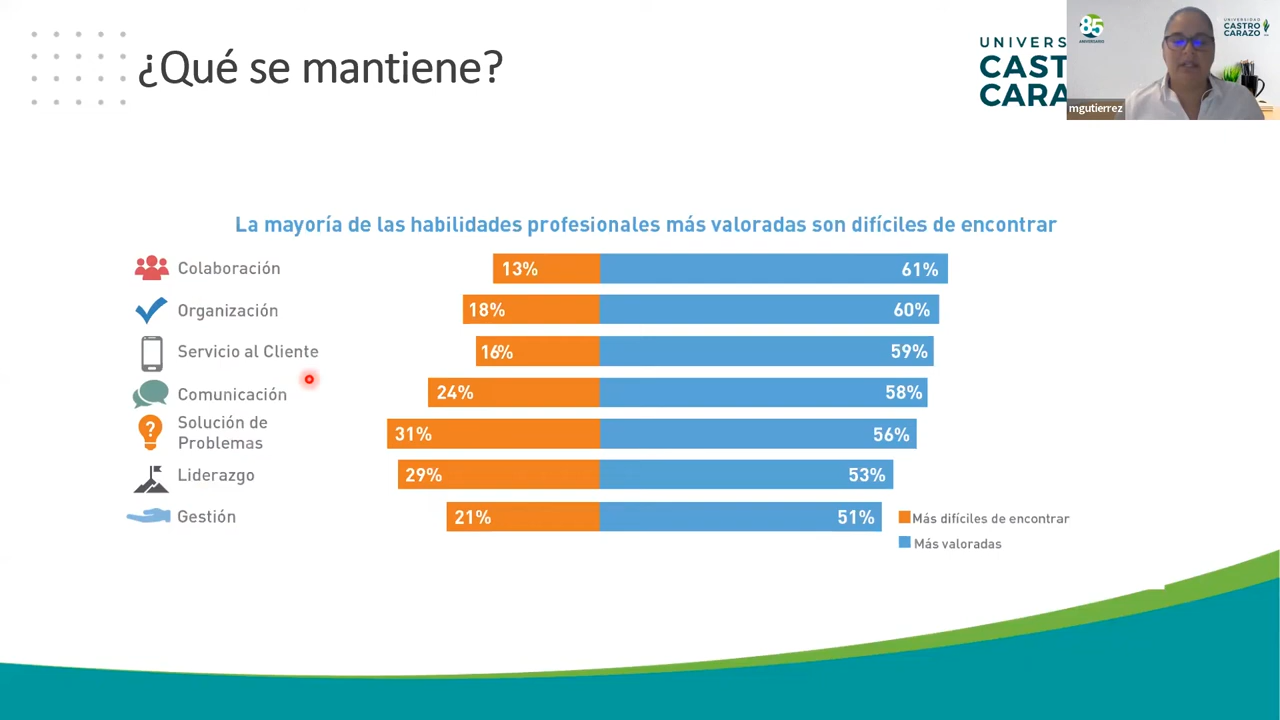 ¿Qué se mantiene?
UNIVERS
CAST
CARA
85
ANIVERSARIO
UNIVERSIDAD
CASTRO
CARAZO
mgutierrez
La mayoría de las habilidades profesionales más valoradas son difíciles de encontrar
Colaboración 13% 61%
Organización 18% 60%
Servicio al Cliente 16% 59%
Comunicación 24% 58%
?
Solución de
Problemas 31% 56%
Liderazgo 29% 53%
Gestión 21% 51%
Más difíciles de encontrar
Más valoradas